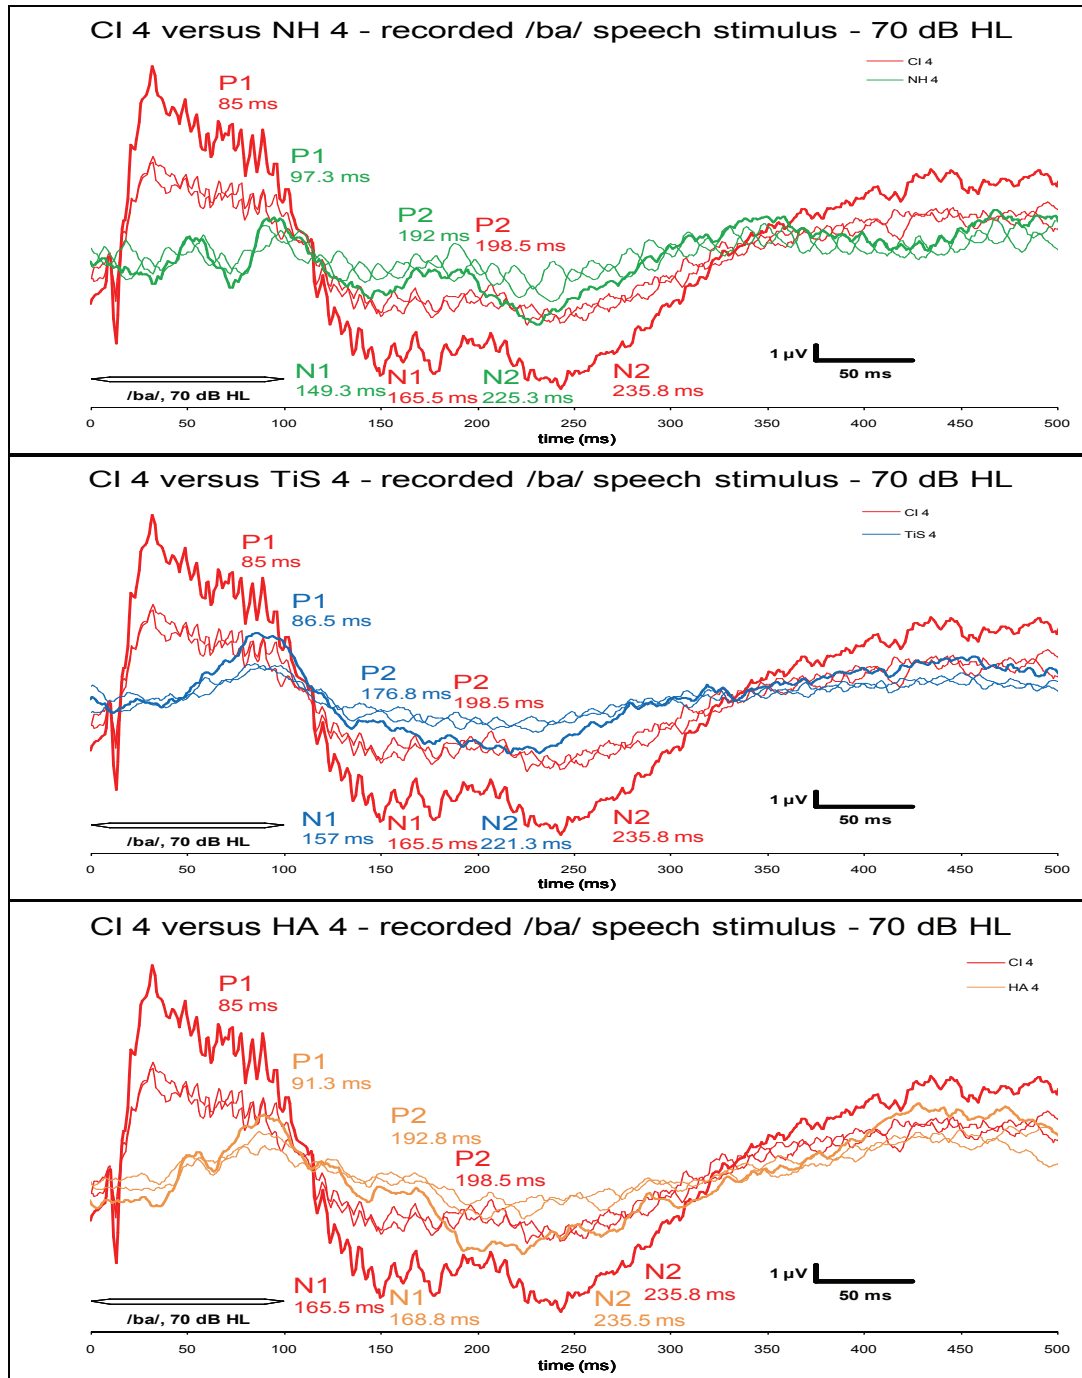 CI 4 versus NH 4 - recorded /ba/ speech stimulus - 70 dB HL
CI 4
NH 4
P1
85 ms
P1
97.3 ms
P2
192 ms
P2
198.5 ms
1 µV
50 ms
N1
149.3 ms
N1
165.5 ms
N2
225.3 ms
N2
235.8 ms
/ba/, 70 dB HL
0 50 100 150 200 250 300 350 400 450 500
time (ms)
CI 4 versus TiS 4 - recorded /ba/ speech stimulus - 70 dB HL
CI 4
TiS 4
P1
85 ms
P1
86.5 ms
P2
176.8 ms
P2
198.5 ms
1 µV
50 ms
N1
157 ms
N1
165.5 ms
N2
221.3 ms
N2
235.8 ms
/ba/, 70 dB HL
0 50 100 150 200 250 300 350 400 450 500
time (ms)
CI 4 versus HA 4 - recorded /ba/ speech stimulus - 70 dB HL
CI 4
HA 4
P1
85 ms
P1
91.3 ms
P2
192.8 ms
P2
198.5 ms
1 µV
50 ms
N1
165.5 ms
N1
168.8 ms
N2
235.5 ms
N2
235.8 ms
/ba/, 70 dB HL
0 50 100 150 200 250 300 350 400 450 500
time (ms)